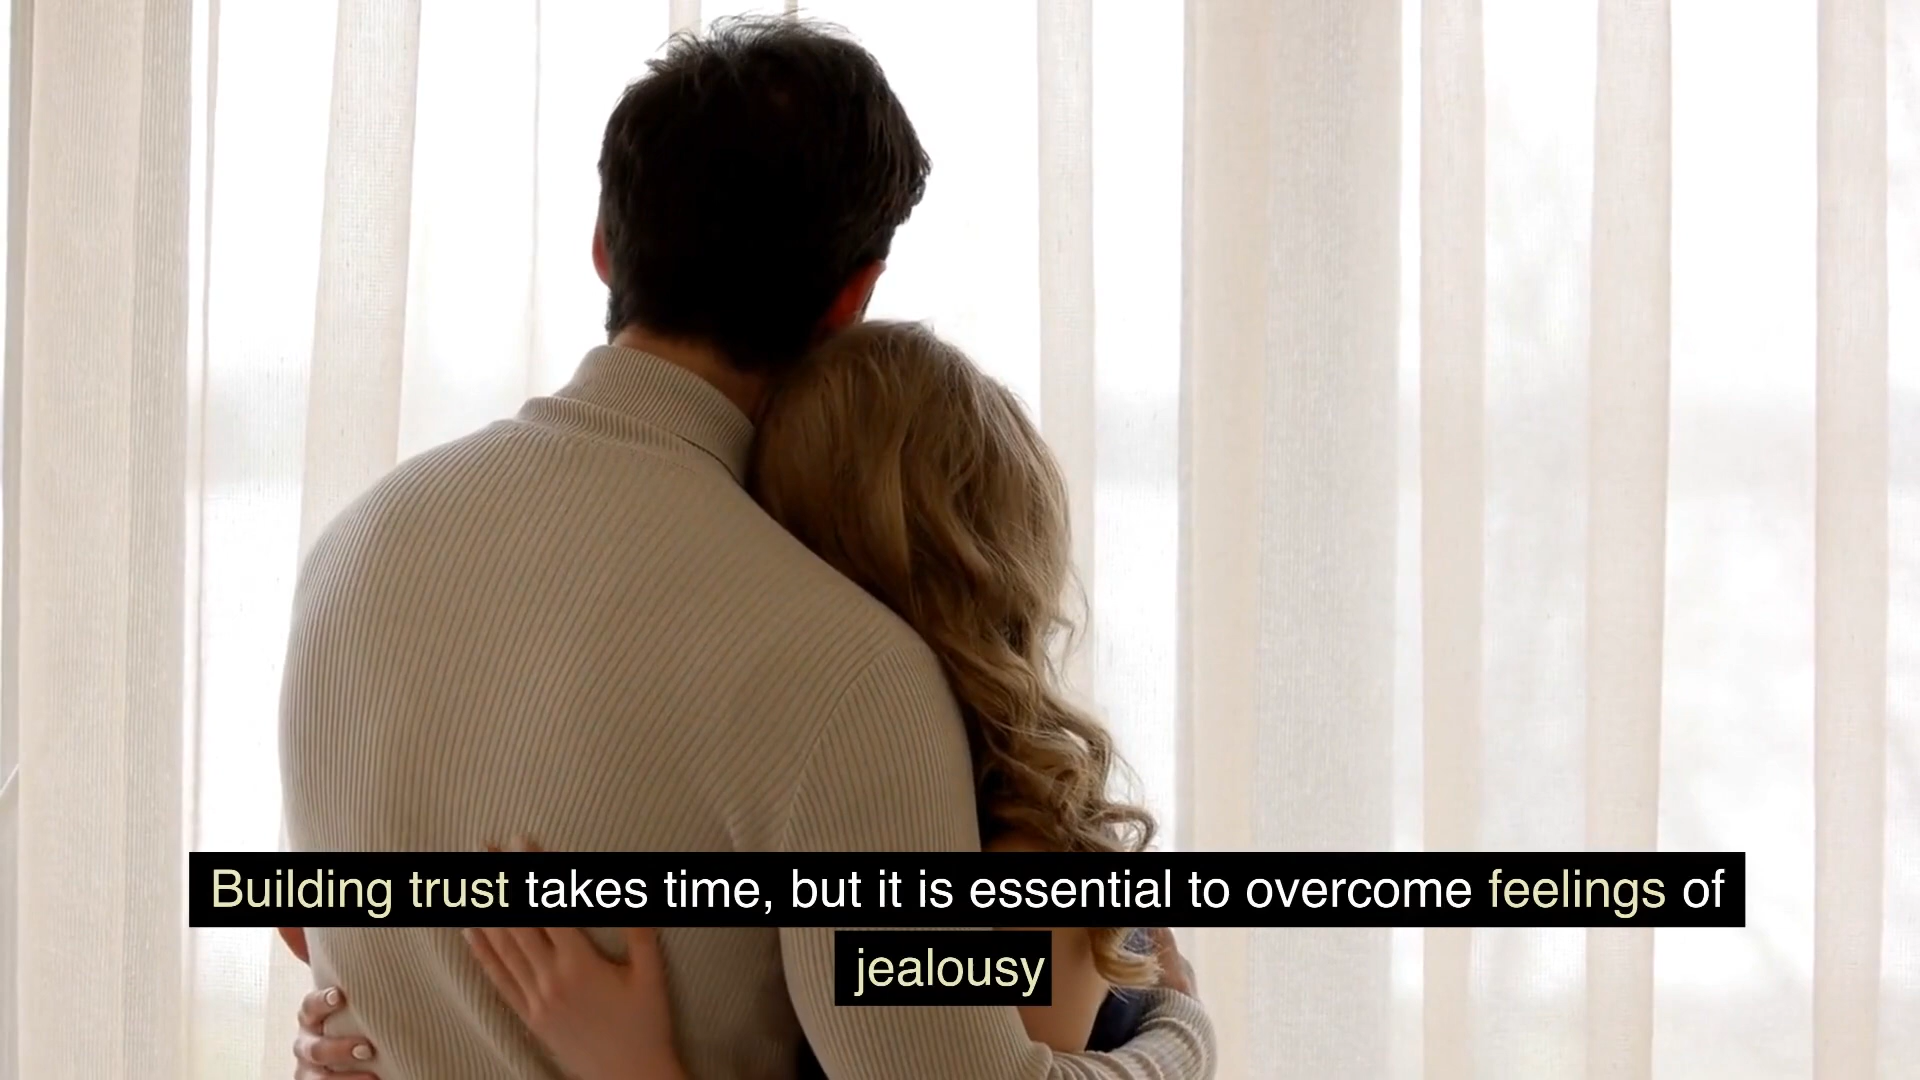 Building trust takes time, but it is essential to overcome feelings of
jealousy